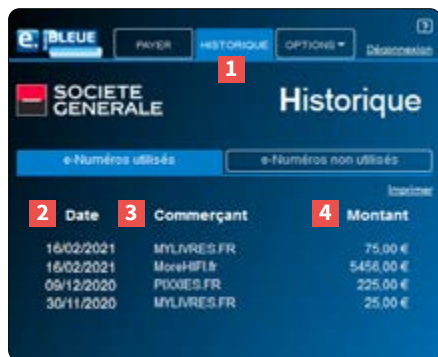 e. BLEUE PAYER HISTORIQUE OPTIONS ?
Déconnexion
1
SOCIETE
GENERALE
Historique
e-Numéros utilisés e-Numéros non utilisés
Imprimer
2 Date 3 Commerçant 4 Montant
16/02/2021 MYLIVRES.FR 75,00 €
16/02/2021 MoreHIFI.fr 5456,00 €
09/12/2020 PIXXIES.FR 225,00 €
30/11/2020 MYLIVRES.FR 25,00 €